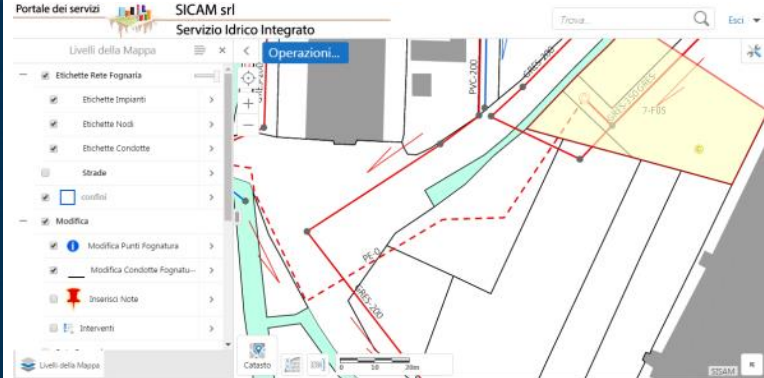 Portale dei servizi
SICAM srl
Servizio Idrico Integrato
Trova...
Esci
Livelli della Mappa
Operazioni...
Etichette Rete Fognaria
Etichette Impianti
Etichette Nodi
Etichette Condotte
Strade
confini
Modifica
Modifica Punti Fognatura
Modifica Condotte Fognatu--
Inserisci Note
Interventi
Livelli della Mappa
PVC-200
GRES-200
7-F05
PE-0
GRES-200
Catasto
0 10 20m
SISAM